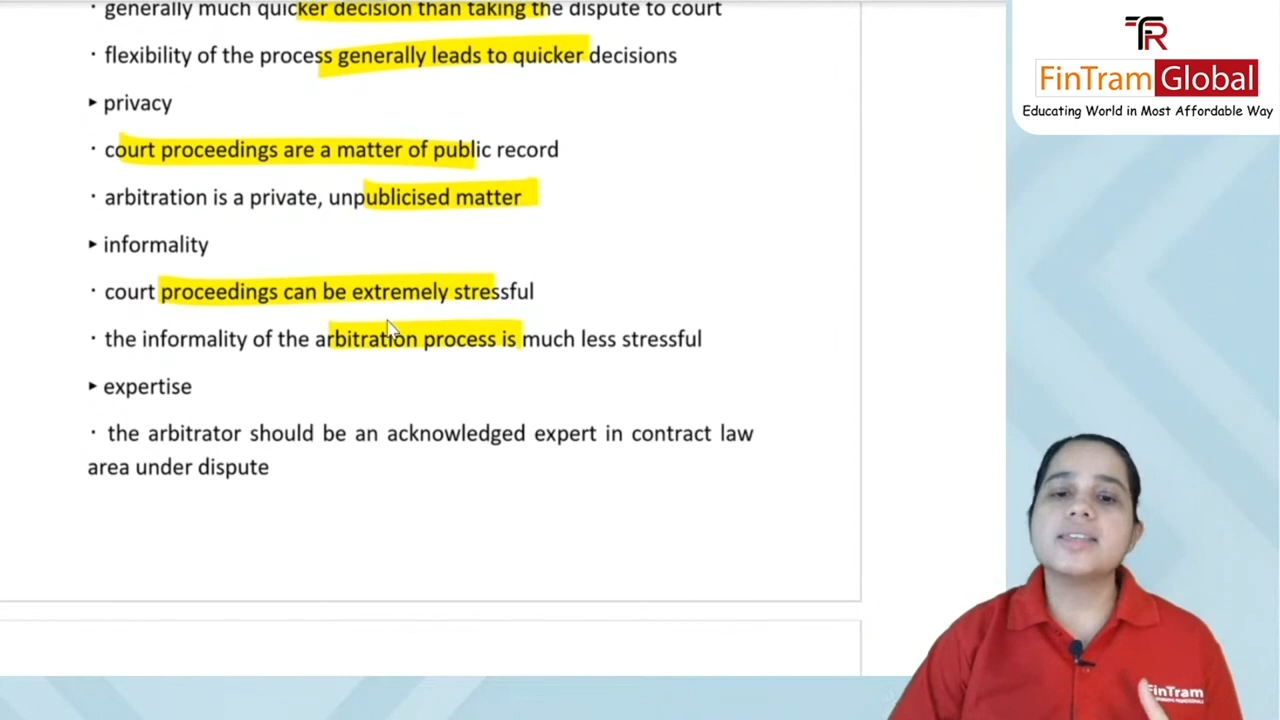 · generally much quicker decision than taking the dispute to court
· flexibility of the process generally leads to quicker decisions
▸ privacy
· court proceedings are a matter of public record
· arbitration is a private, unpublicised matter
▸ informality
· court proceedings can be extremely stressful
· the informality of the arbitration process is much less stressful
▸ expertise
· the arbitrator should be an acknowledged expert in contract law
area under dispute
TR
FinTram Global
Educating World in Most Affordable Way
FinTram